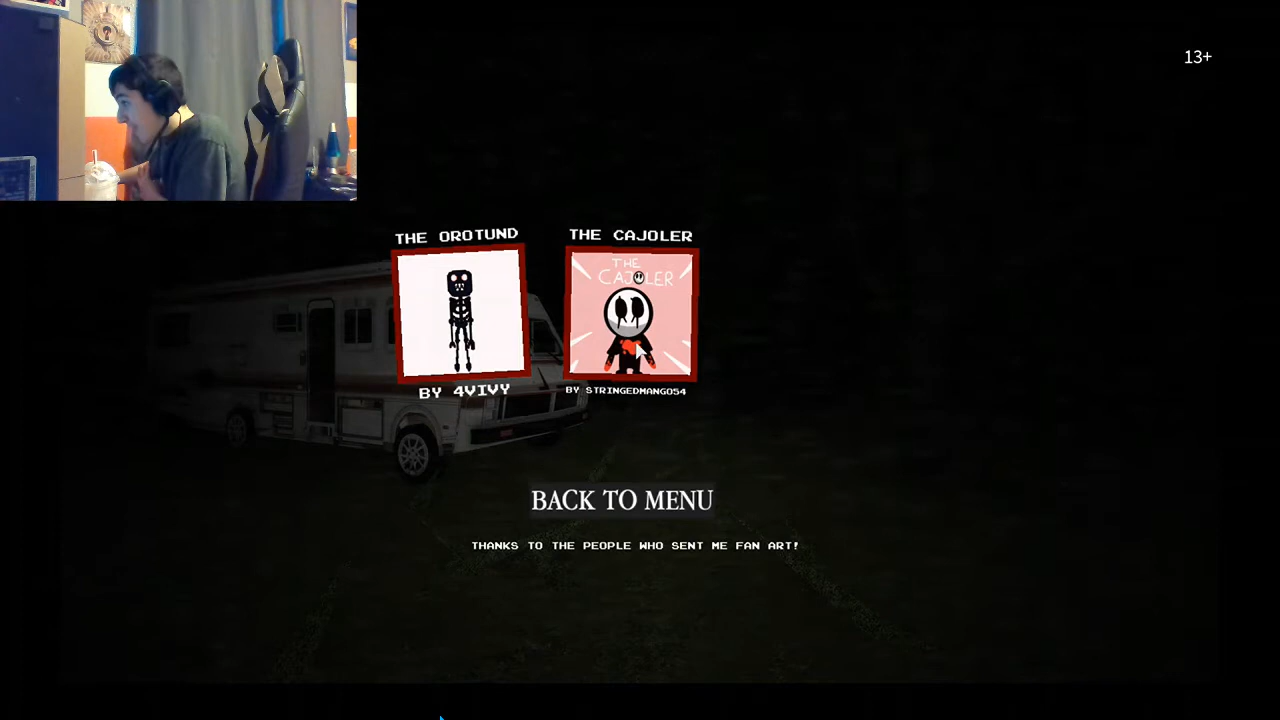 13+
THE OROTUND
THE CAJOLER
THE
CAJOLER
BY 4VIVY
BY STRINGEDMANGO54
BACK TO MENU
THANKS TO THE PEOPLE WHO SENT ME FAN ART!